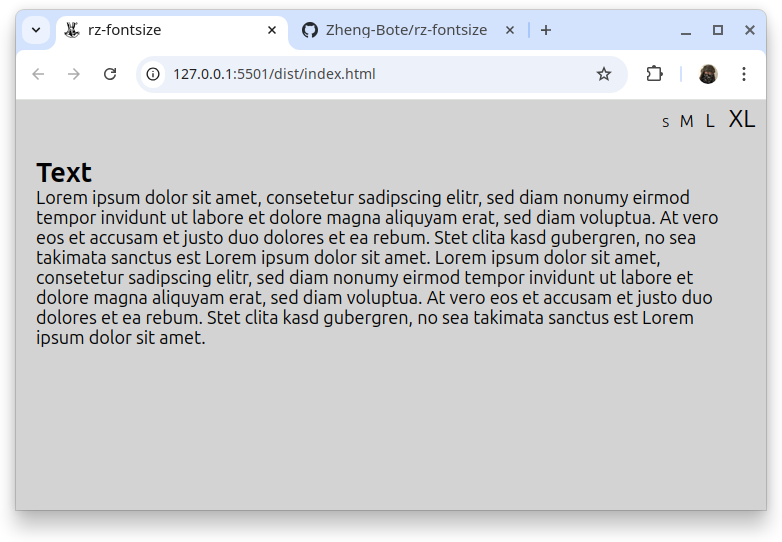 rz-fontsize
Zheng-Bote/rz-fontsize
127.0.0.1:5501/dist/index.html
S M L XL
Text
Lorem ipsum dolor sit amet, consetetur sadipscing elitr, sed diam nonumy eirmod
tempor invidunt ut labore et dolore magna aliquyam erat, sed diam voluptua. At vero
eos et accusam et justo duo dolores et ea rebum. Stet clita kasd gubergren, no sea
takimata sanctus est Lorem ipsum dolor sit amet. Lorem ipsum dolor sit amet,
consetetur sadipscing elitr, sed diam nonumy eirmod tempor invidunt ut labore et
dolore magna aliquyam erat, sed diam voluptua. At vero eos et accusam et justo duo
dolores et ea rebum. Stet clita kasd gubergren, no sea takimata sanctus est Lorem
ipsum dolor sit amet.